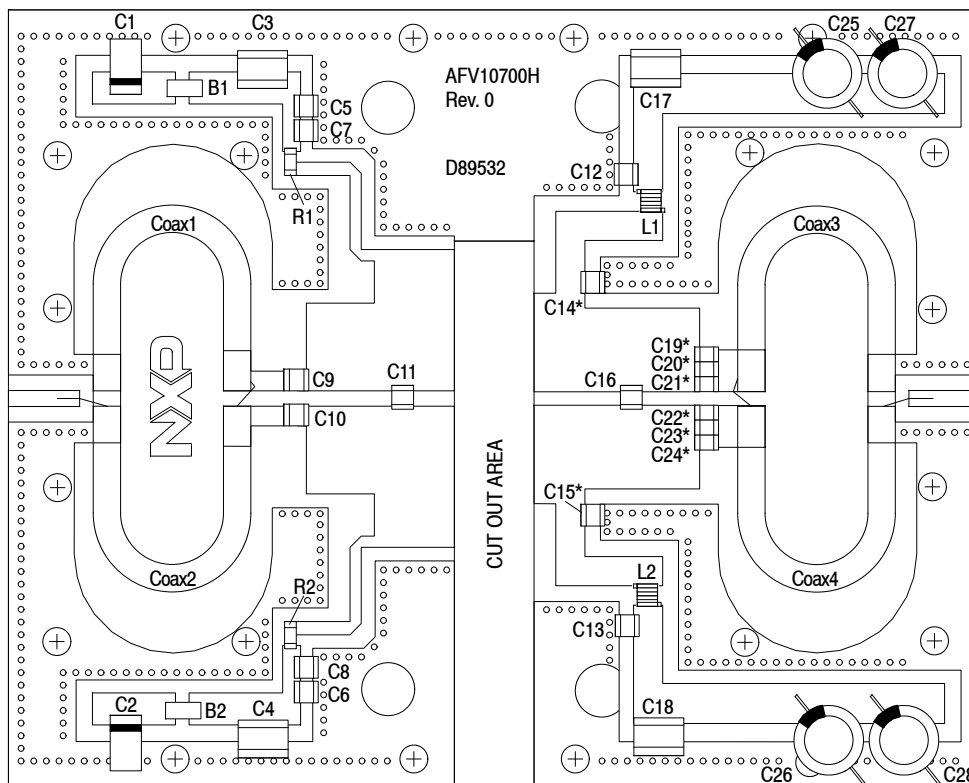 C1
C3
C25
C27
B1
AFV10700H
Rev. 0
C17
C5
C7
D89532
C12
R1
L1
Coax1
Coax3
C14*
NXP
C19*
C20*
C21*
C9
C11
C16
C10
C22*
C23*
C24*
C15*
CUT OUT AREA
Coax2
L2
Coax4
R2
C13
C8
C6
C2
B2
C4
C18
C26
C28